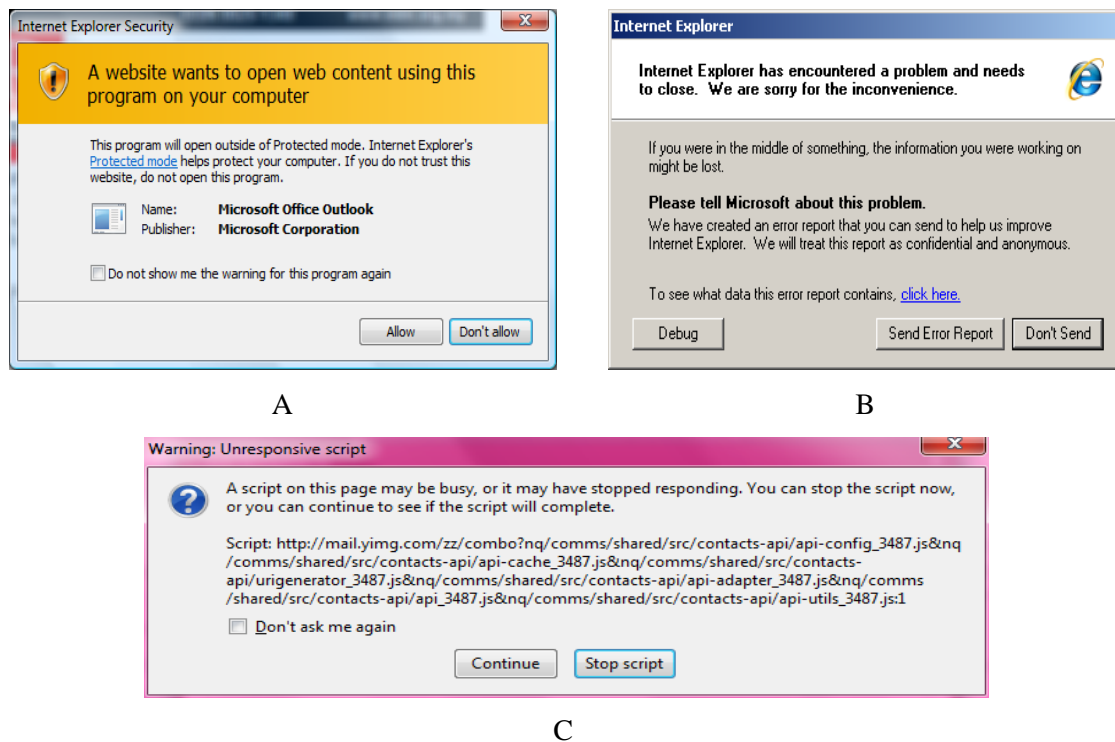 Internet Explorer Security
A website wants to open web content using this
program on your computer
This program will open outside of Protected mode. Internet Explorer's
Protected mode helps protect your computer. If you do not trust this
website, do not open this program.
Name: Microsoft Office Outlook
Publisher: Microsoft Corporation
Do not show me the warning for this program again
Allow Don't allow
A
Internet Explorer
Internet Explorer has encountered a problem and needs
to close. We are sorry for the inconvenience.
If you were in the middle of something, the information you were working on
might be lost.
Please tell Microsoft about this problem.
We have created an error report that you can send to help us improve
Internet Explorer. We will treat this report as confidential and anonymous.
To see what data this error report contains, click here.
Debug Send Error Report Don't Send
B
Warning: Unresponsive script
A script on this page may be busy, or it may have stopped responding. You can stop the script now,
or you can continue to see if the script will complete.
Script: http://mail.yimg.com/zz/combo?nq/comms/shared/src/contacts-api/api-config_3487.js&nq
/comms/shared/src/contacts-api/api-cache_3487.js&nq/comms/shared/src/contacts-
api/urigenerator_3487.js&nq/comms/shared/src/contacts-api/api-adapter_3487.js&nq/comms
/shared/src/contacts-api/api_3487.js&nq/comms/shared/src/contacts-api/api-utils_3487.js:1
Don't ask me again
Continue Stop script
C